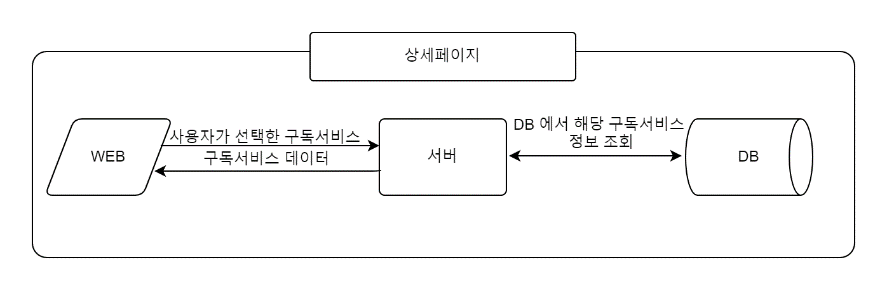 상세페이지
WEB
사용자가 선택한 구독서비스
구독서비스 데이터
서버
DB 에서 해당 구독서비스
정보 조회
DB